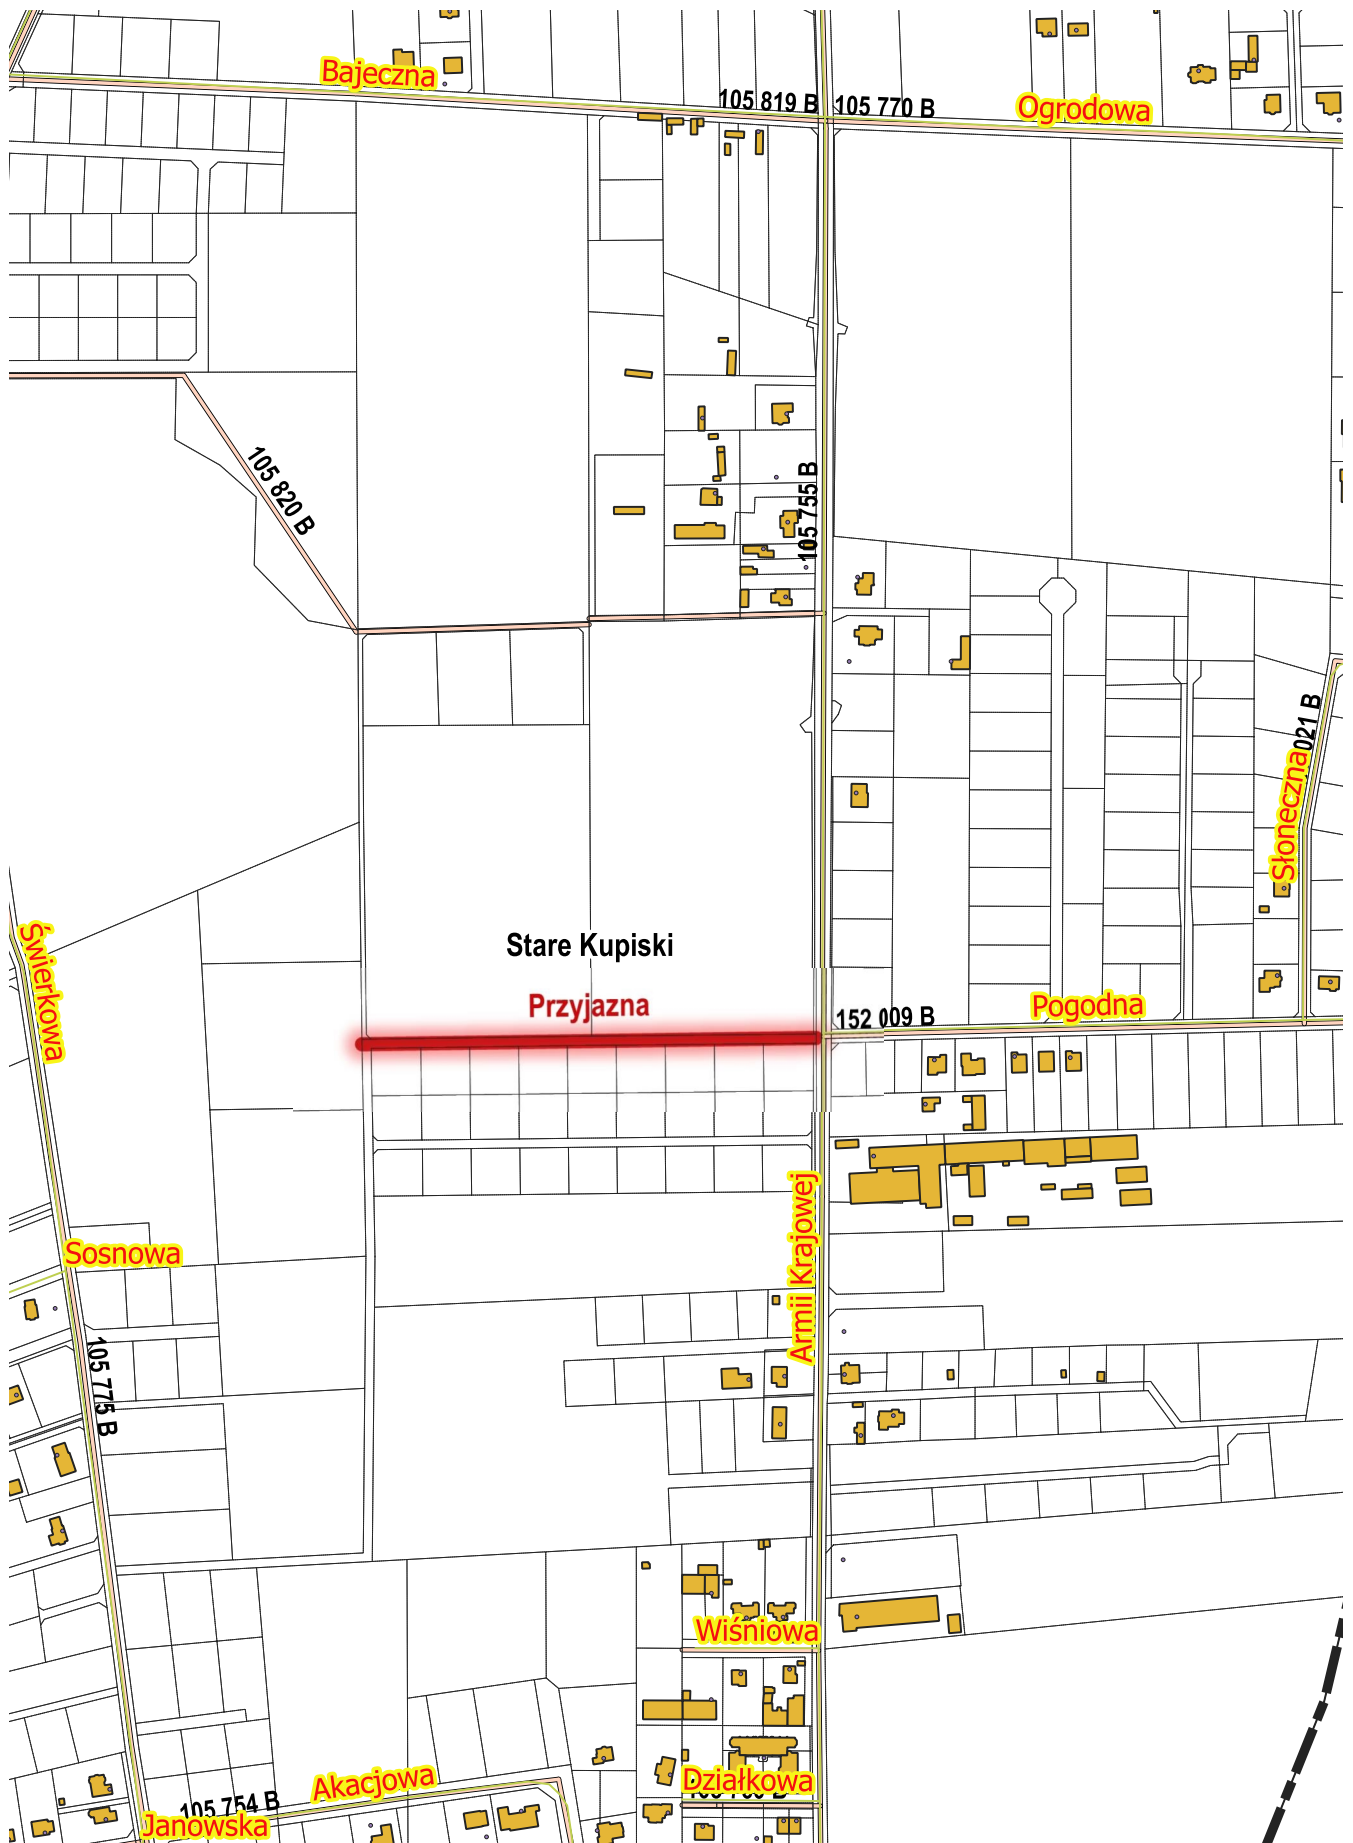 Bajeczna
105 819 B
105 770 B
Ogrodowa
105 820 B
105 755 B
021 B
Słoneczna
Świerkowa
Stare Kupiski
Przyjazna
152 009 B
Pogodna
Armii Krajowej
Sosnowa
105 775 B
Wiśniowa
Akacjowa
Działkowa
105 754 B
Janowska